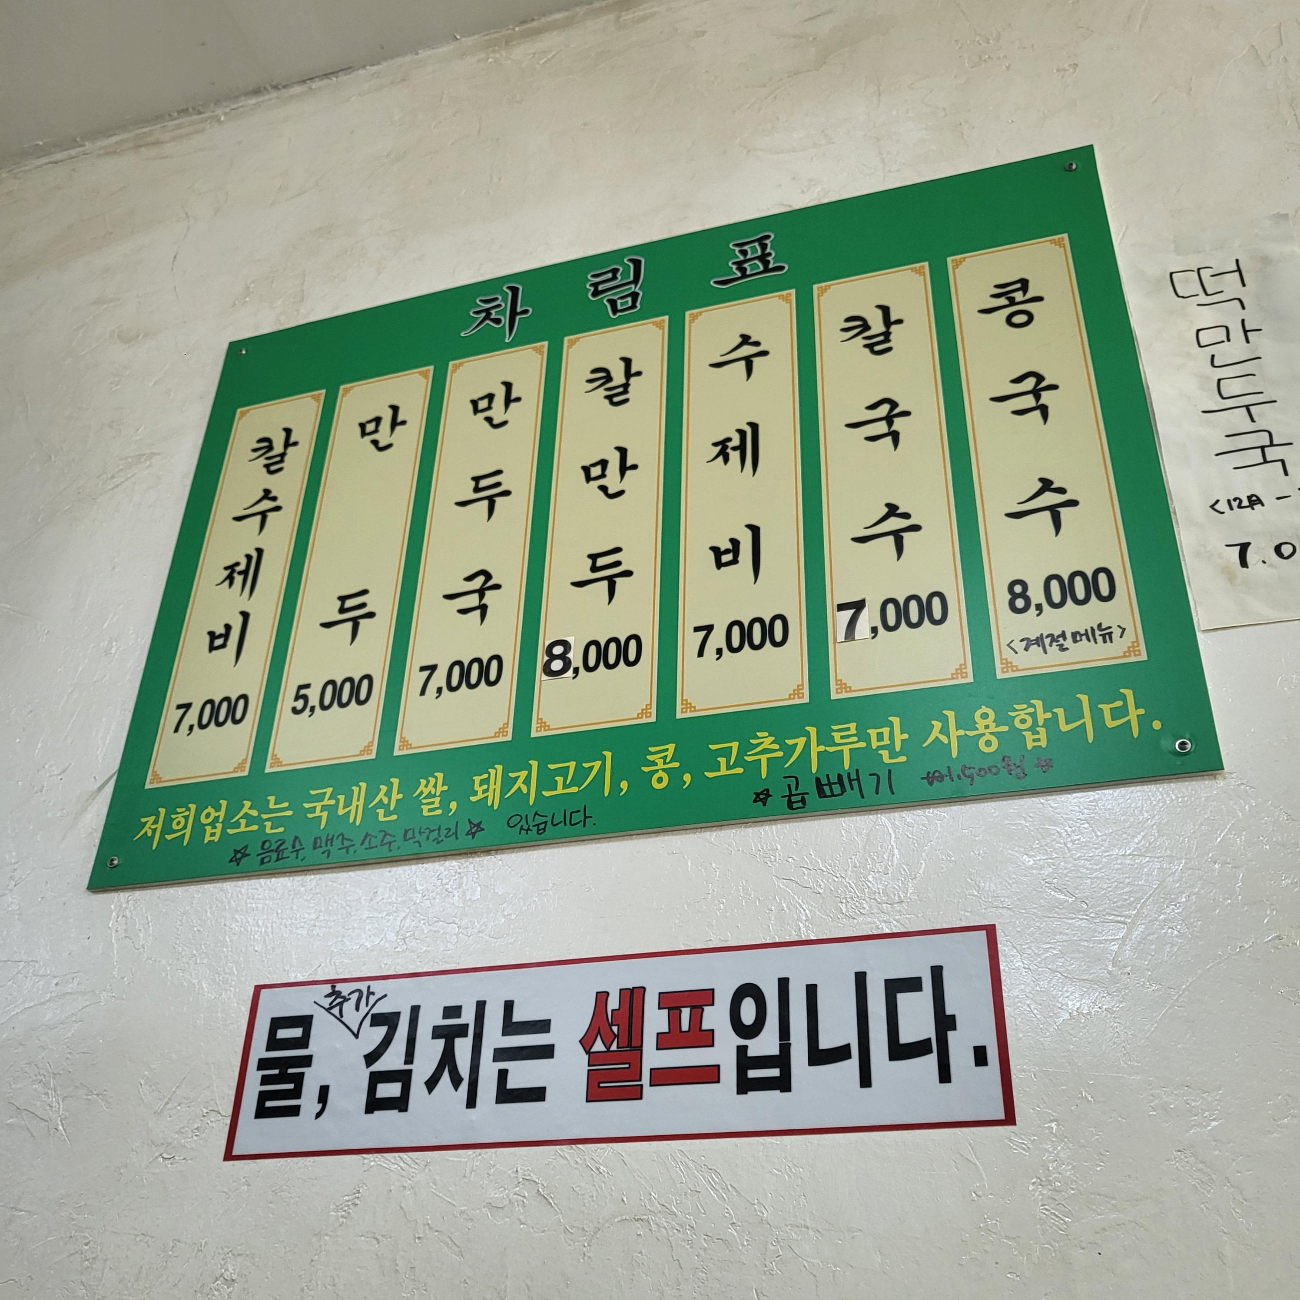 차림표
칼수제비
7,000
만두
5,000
만두국
7,000
칼만두
8,000
수제비
7,000
칼국수
7,000
콩국수
8,000
<계절메뉴>
저희업소는 국내산 쌀, 돼지고기, 콩, 고추가루만 사용합니다.
☆ 음료수, 맥주, 소주, 막걸리 ☆ 있습니다.
☆ 곱빼기
떡만두국
<12月 -
7.0
추가
물, 김치는 셀프입니다.